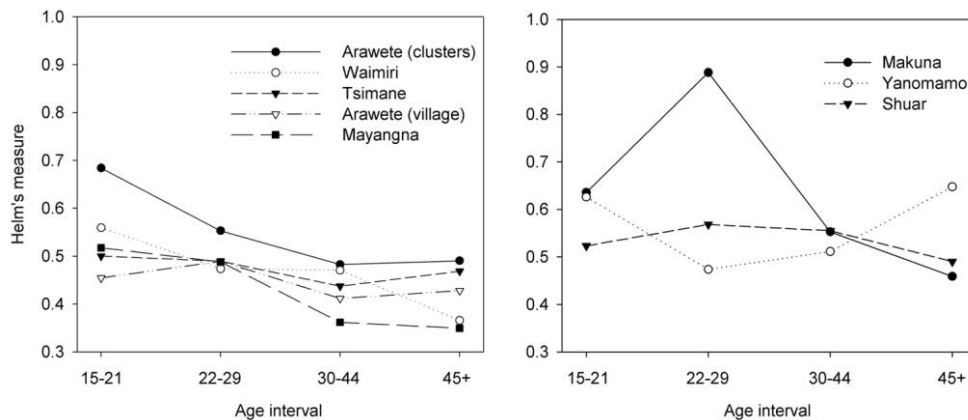 1.0
0.9
0.8
0.7
0.6
0.5
0.4
0.3
Helm's measure
Arawete (clusters)
Waimiri
Tsimane
Arawete (village)
Mayangna
15-21 22-29 30-44 45+
Age interval
1.0
0.9
0.8
0.7
0.6
0.5
0.4
0.3
Makuna
Yanomamo
Shuar
15-21 22-29 30-44 45+
Age interval